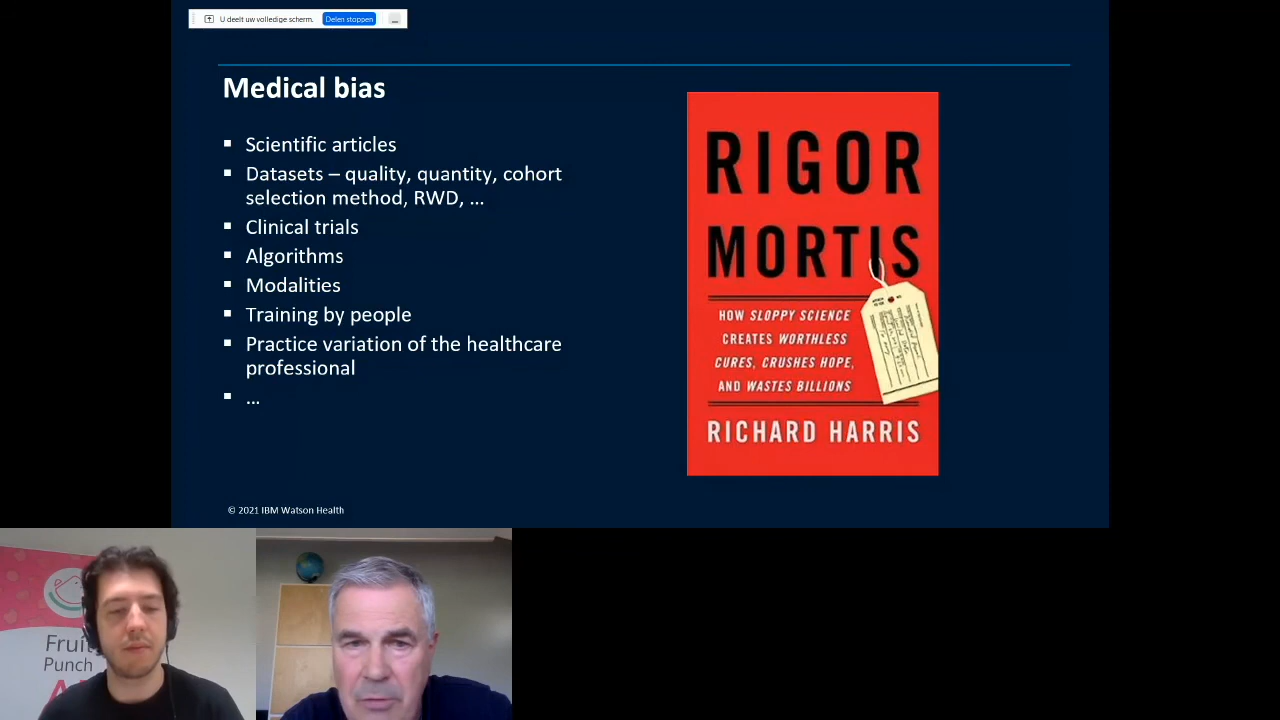 U deelt uw volledige scherm. Delen stoppen
Medical bias
Scientific articles
Datasets – quality, quantity, cohort
selection method, RWD, ...
Clinical trials
Algorithms
Modalities
Training by people
Practice variation of the healthcare
professional
...
RIGOR
MORTIS
HOW SLOPPY SCIENCE
CREATES WORTHLESS
CURES, CRUSHES HOPE,
AND WASTES BILLIONS
RICHARD HARRIS
© 2021 IBM Watson Health
Fruit
Punch